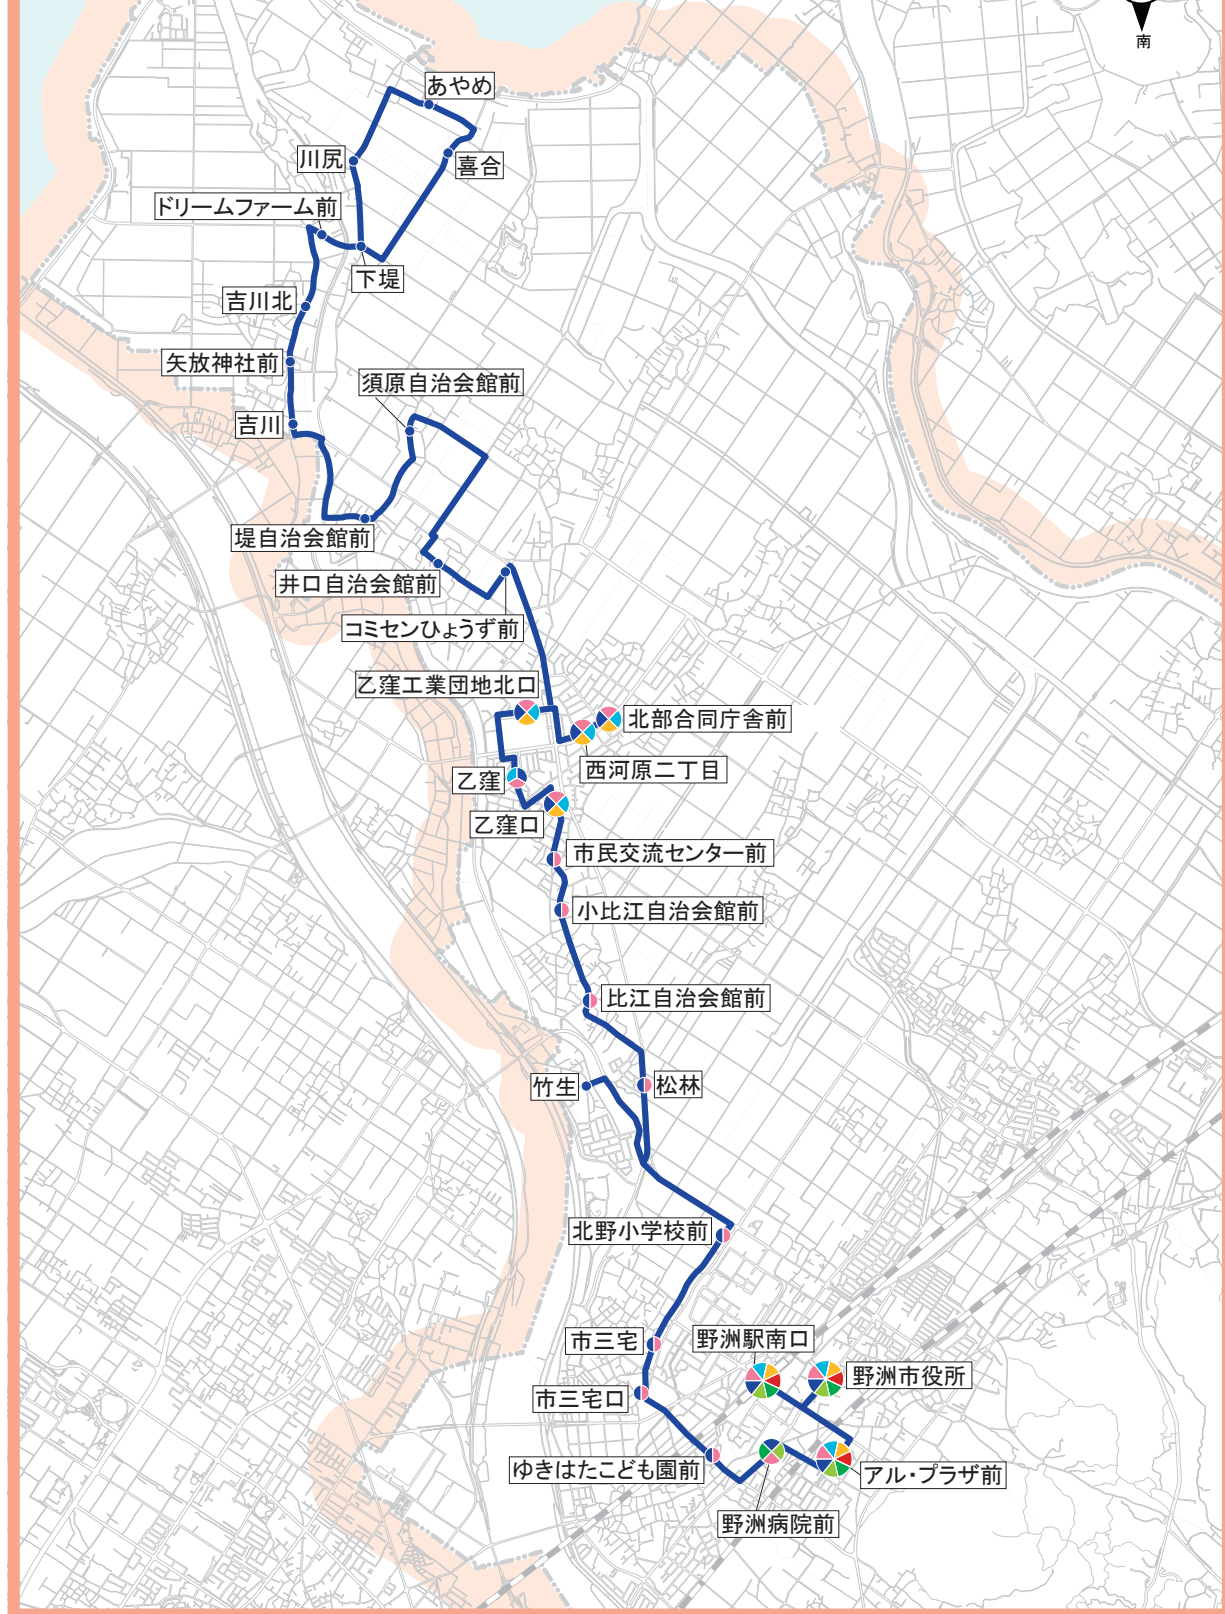 南
あやめ
川尻
喜合
ドリームファーム前
下堤
吉川北
矢放神社前
須原自治会館前
吉川
堤自治会館前
井口自治会館前
コミセンひょうず前
乙窪工業団地北口
北部合同庁舎前
西河原二丁目
乙窪
乙窪口
市民交流センター前
小比江自治会館前
比江自治会館前
竹生
松林
北野小学校前
市三宅
野洲駅南口
野洲市役所
市三宅口
ゆきはたこども園前
アル・プラザ前
野洲病院前